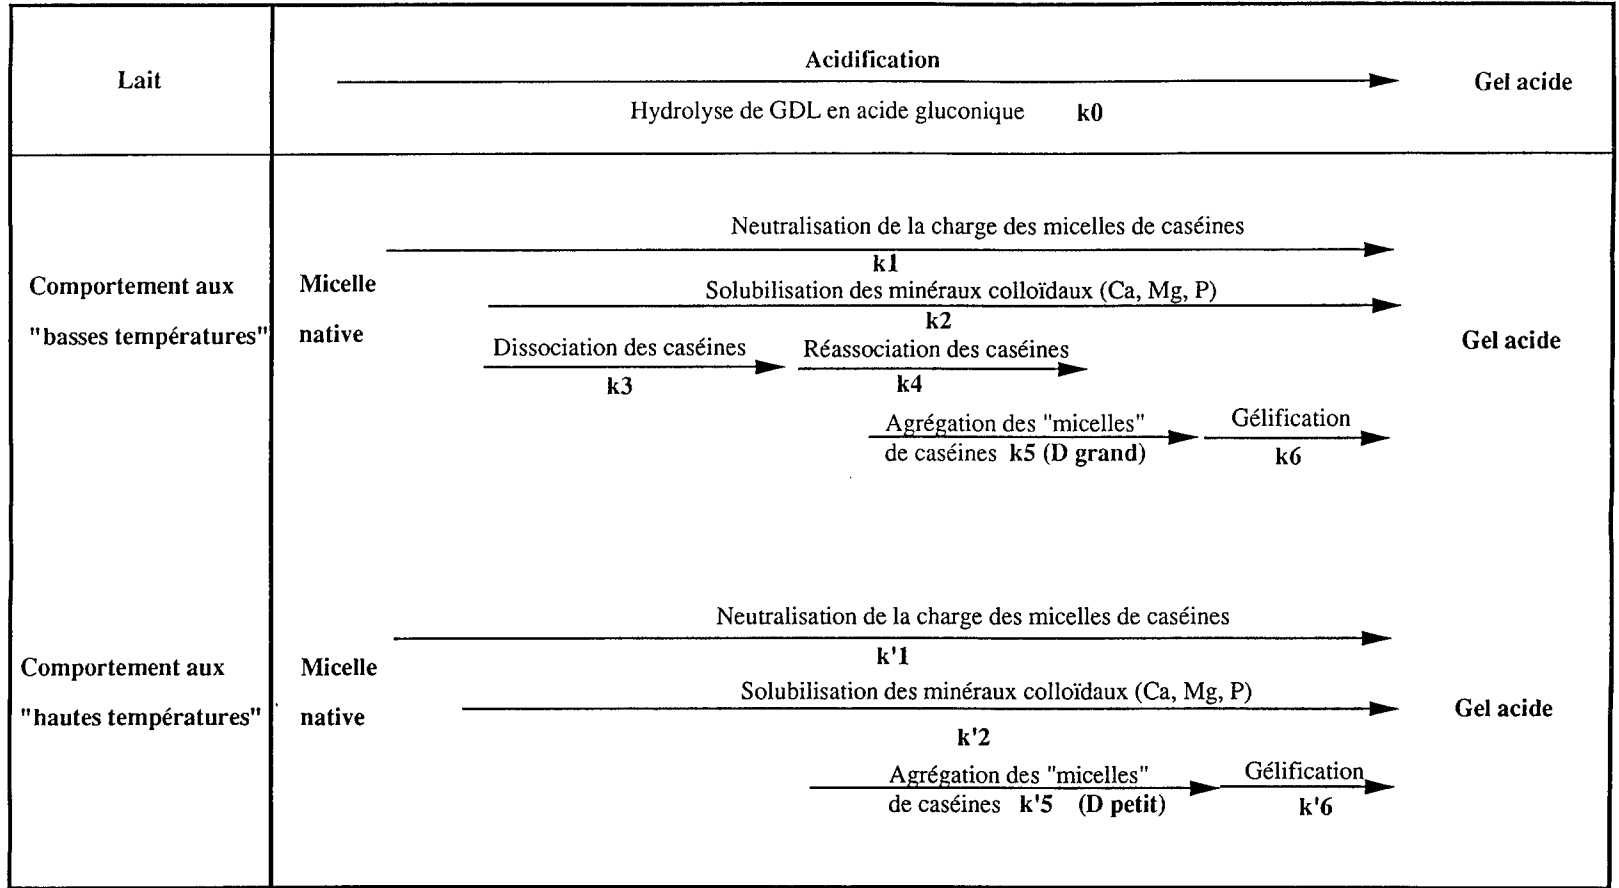 Lait
Acidification
Hydrolyse de GDL en acide gluconique k0
Gel acide
Comportement aux
"basses températures"
Micelle
native
Neutralisation de la charge des micelles de caséines
k1
Solubilisation des minéraux colloïdaux (Ca, Mg, P)
k2
Dissociation des caséines
k3
Réassociation des caséines
k4
Agrégation des "micelles"
de caséines k5 (D grand)
Gélification
k6
Gel acide
Comportement aux
"hautes températures"
Micelle
native
Neutralisation de la charge des micelles de caséines
k'1
Solubilisation des minéraux colloïdaux (Ca, Mg, P)
k'2
Agrégation des "micelles"
de caséines k'5 (D petit)
Gélification
k'6
Gel acide